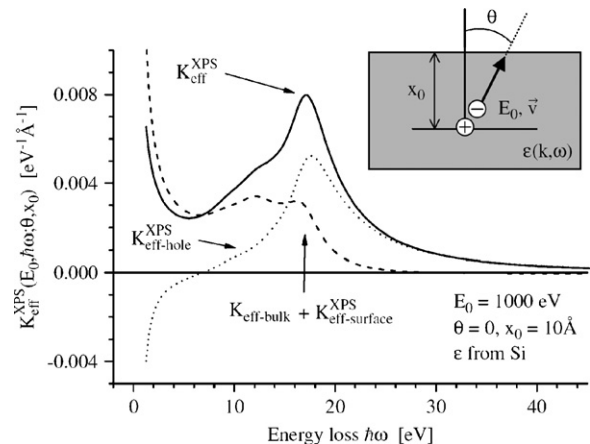 K_eff^XPS(E₀,ħω;θ,x₀) [eV⁻¹Å⁻¹]
0.008
0.004
0.000
-0.004
K_eff^XPS
K_eff-hole^XPS
K_eff-bulk + K_eff-surface^XPS
θ
x₀
−
+
E₀, v⃗
ε(k,ω)
E₀ = 1000 eV
θ = 0, x₀ = 10Å
ε from Si
0 10 20 30 40
Energy loss ħω [eV]